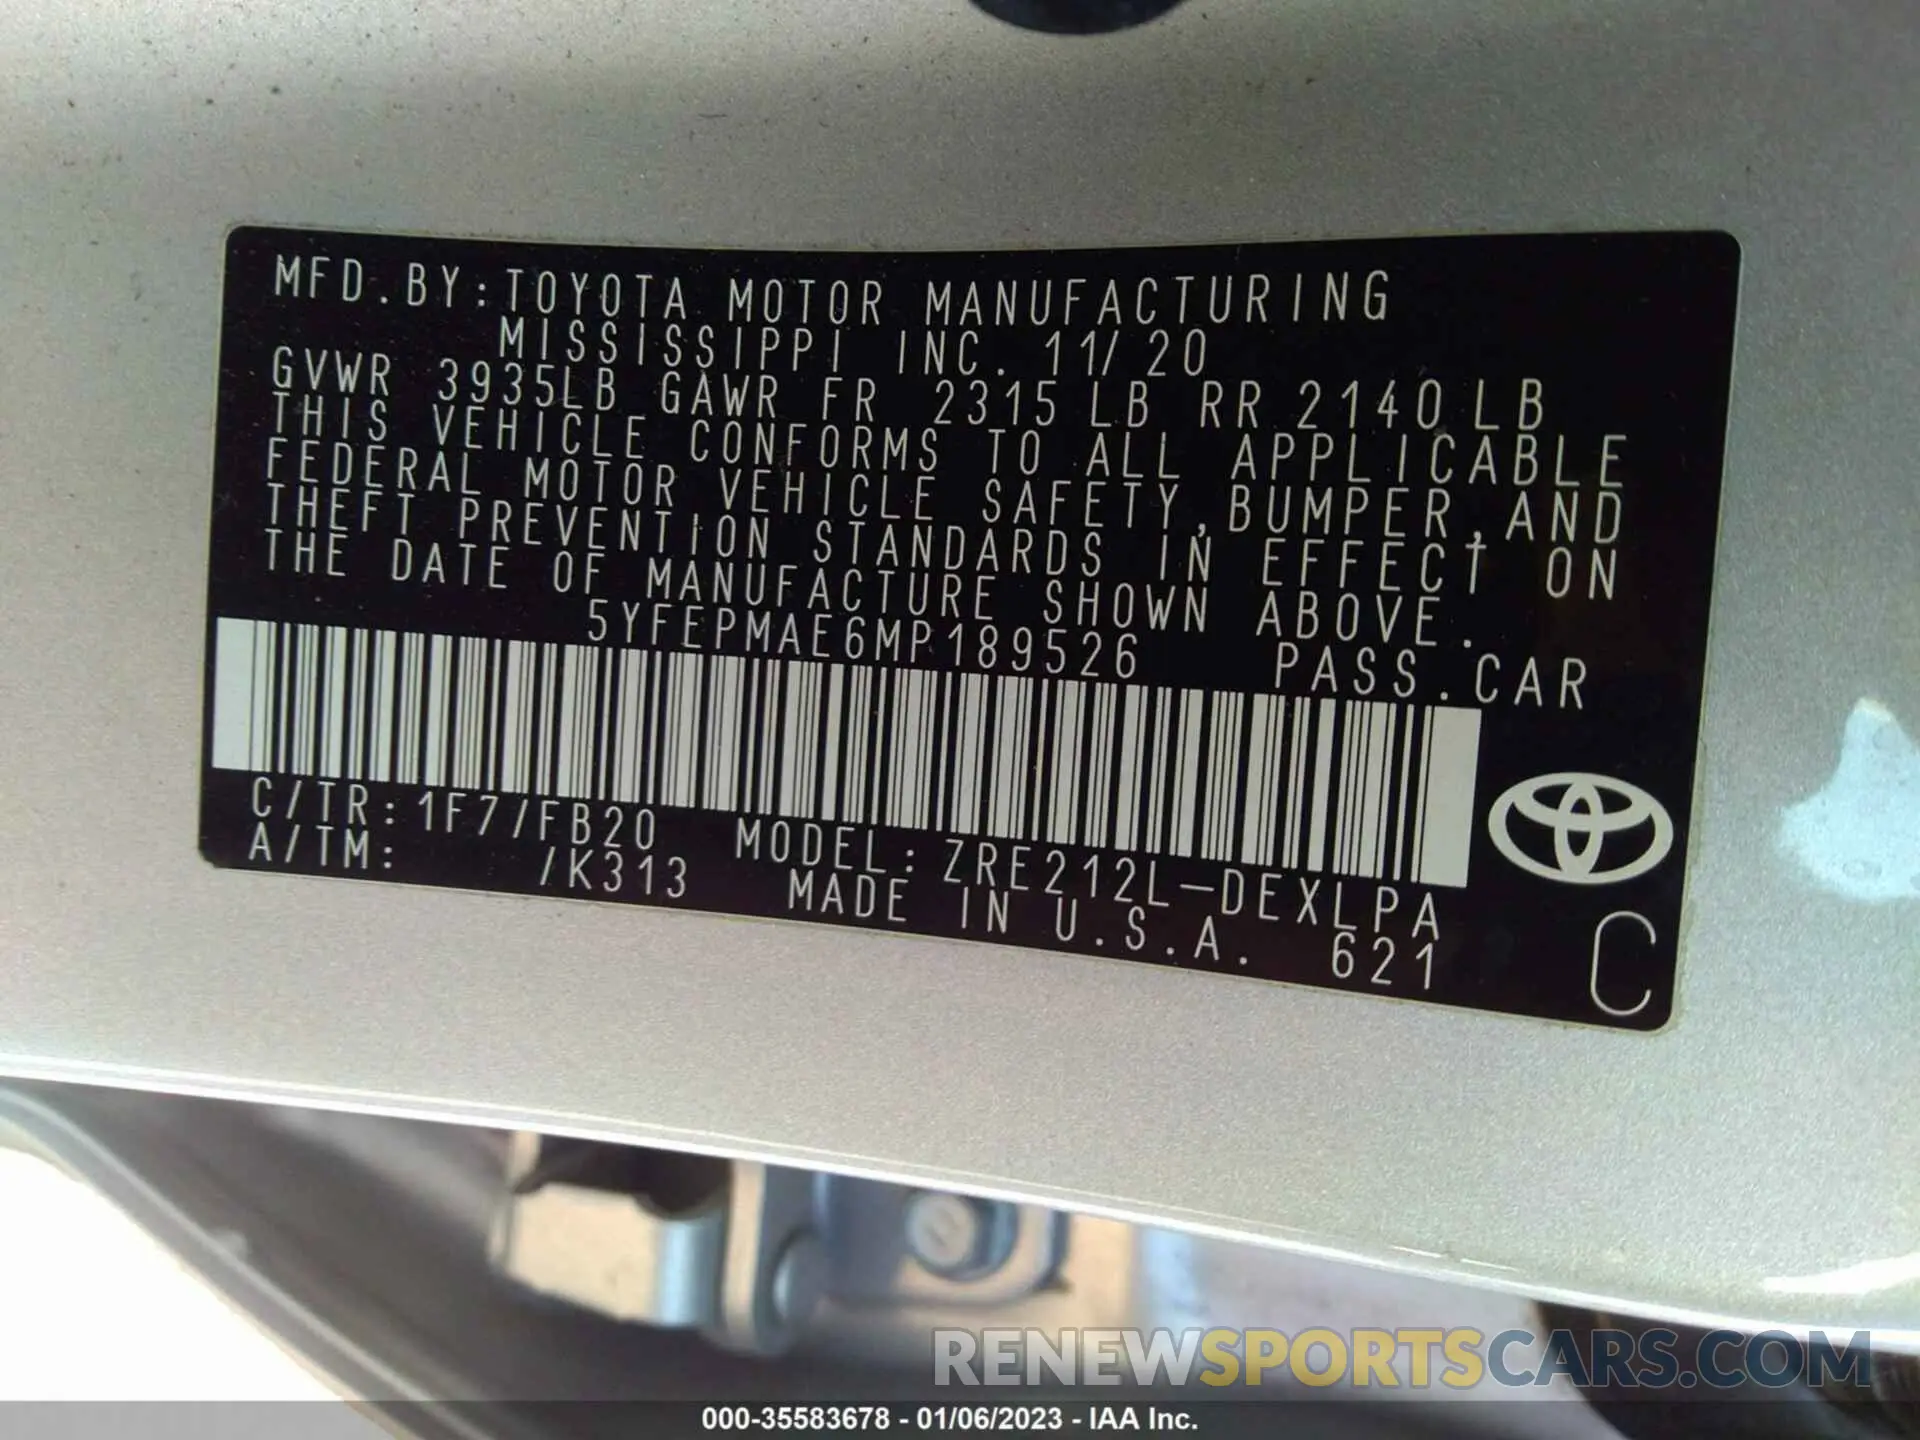 MFD.BY:TOYOTA MOTOR MANUFACTURING
MISSISSIPPI INC. 11/20
GVWR 3935LB GAWR FR 2315LB RR 2140LB
THIS VEHICLE CONFORMS TO ALL APPLICABLE
FEDERAL MOTOR VEHICLE SAFETY,BUMPER,AND
THEFT PREVENTION STANDARDS IN EFFECT ON
THE DATE OF MANUFACTURE SHOWN ABOVE.
5YFEPMAE6MP189526 PASS.CAR
C/TR:1F7/FB20 MODEL:ZRE212L-DEXLPA
A/TM: /K313 MADE IN U.S.A. 621
C
RENEWSPORTSCARS.COM
000-35583678 - 01/06/2023 - IAA Inc.